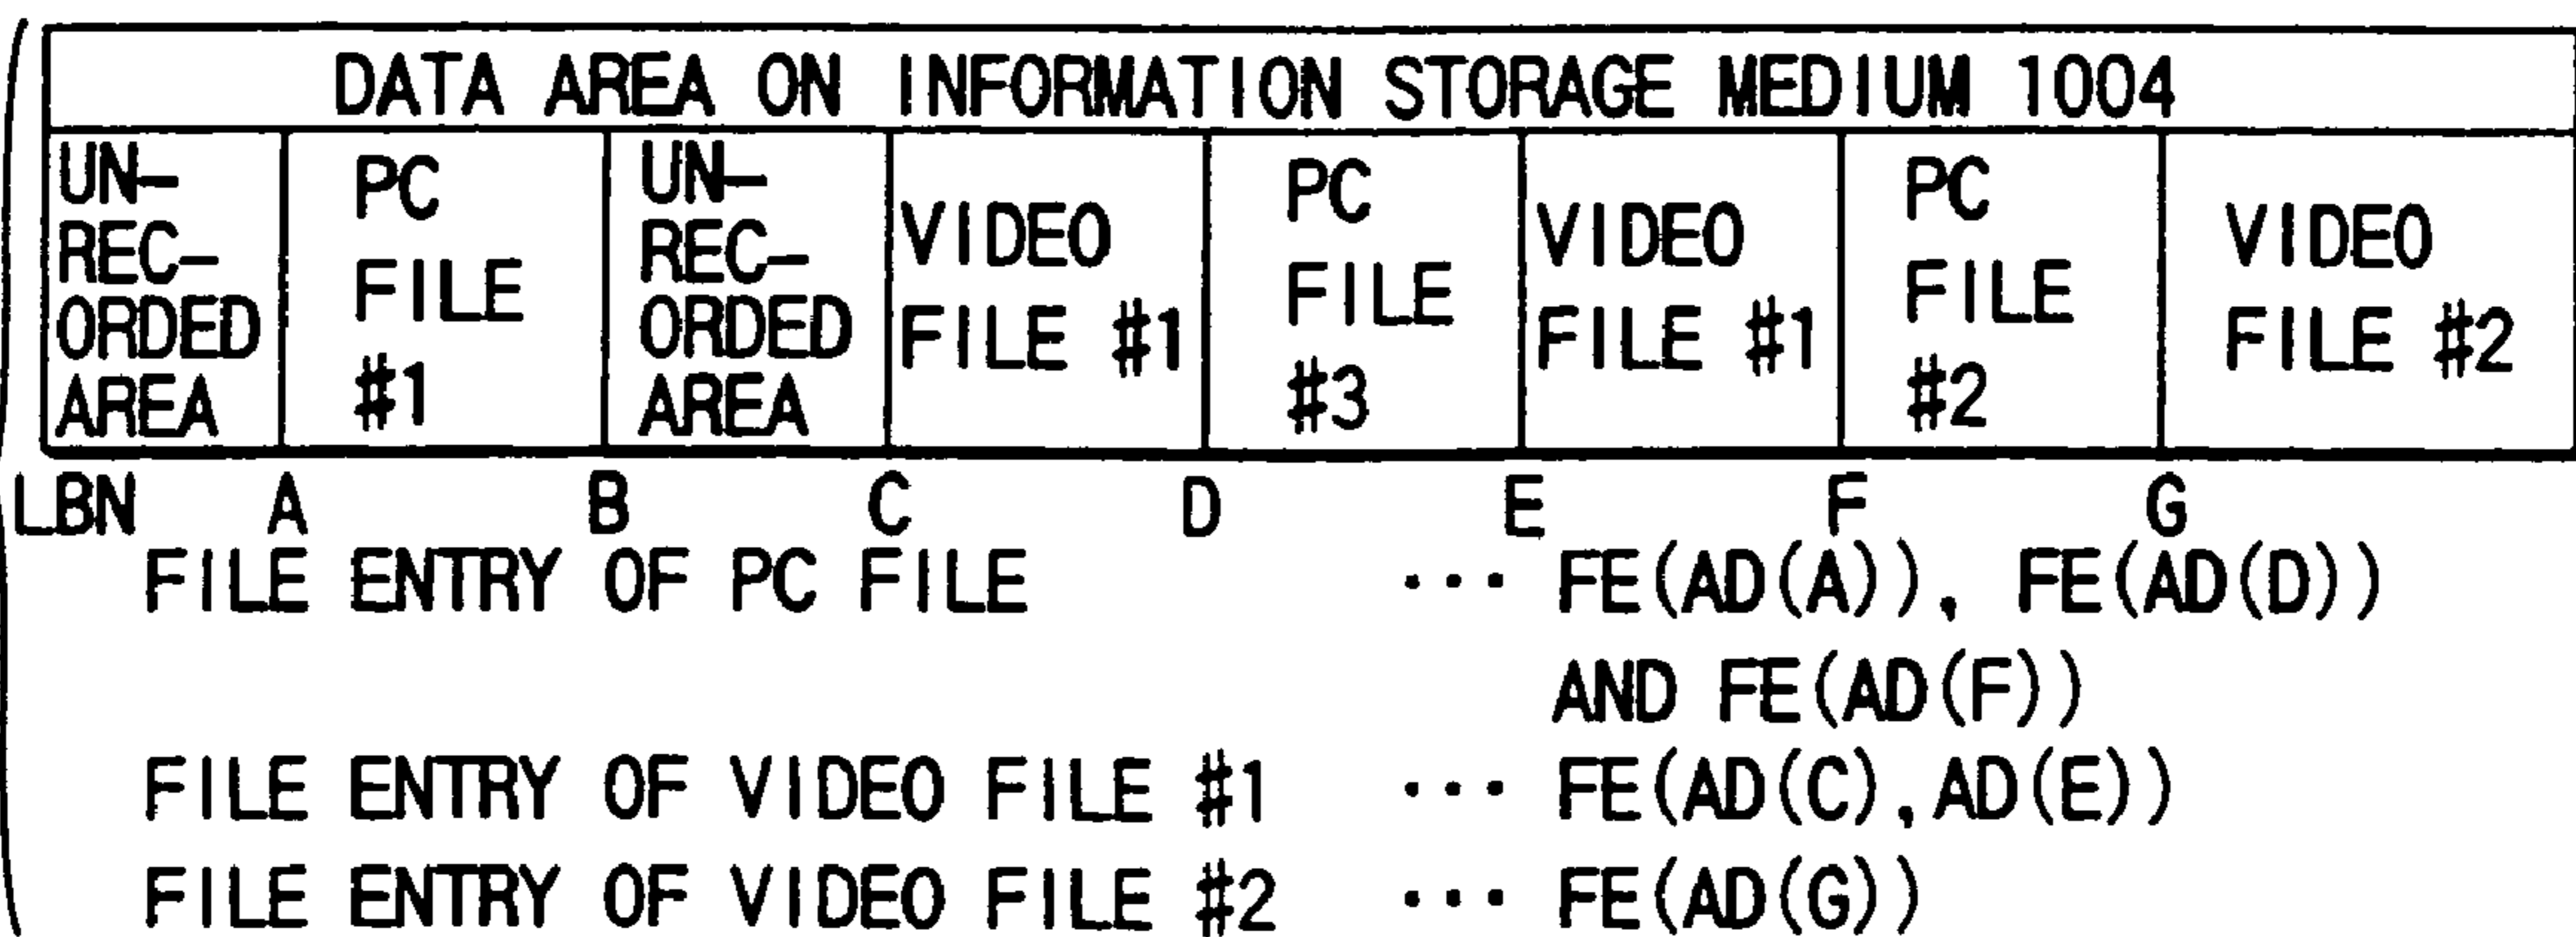 DATA AREA ON INFORMATION STORAGE MEDIUM 1004
UN-
REC-
ORDED
AREA
PC
FILE
#1
UN-
REC-
ORDED
AREA
VIDEO
FILE #1
PC
FILE
#3
VIDEO
FILE #1
PC
FILE
#2
VIDEO
FILE #2
LBN A B C D E F G
FILE ENTRY OF PC FILE ··· FE(AD(A)), FE(AD(D))
AND FE(AD(F))
FILE ENTRY OF VIDEO FILE #1 ··· FE(AD(C),AD(E))
FILE ENTRY OF VIDEO FILE #2 ··· FE(AD(G))